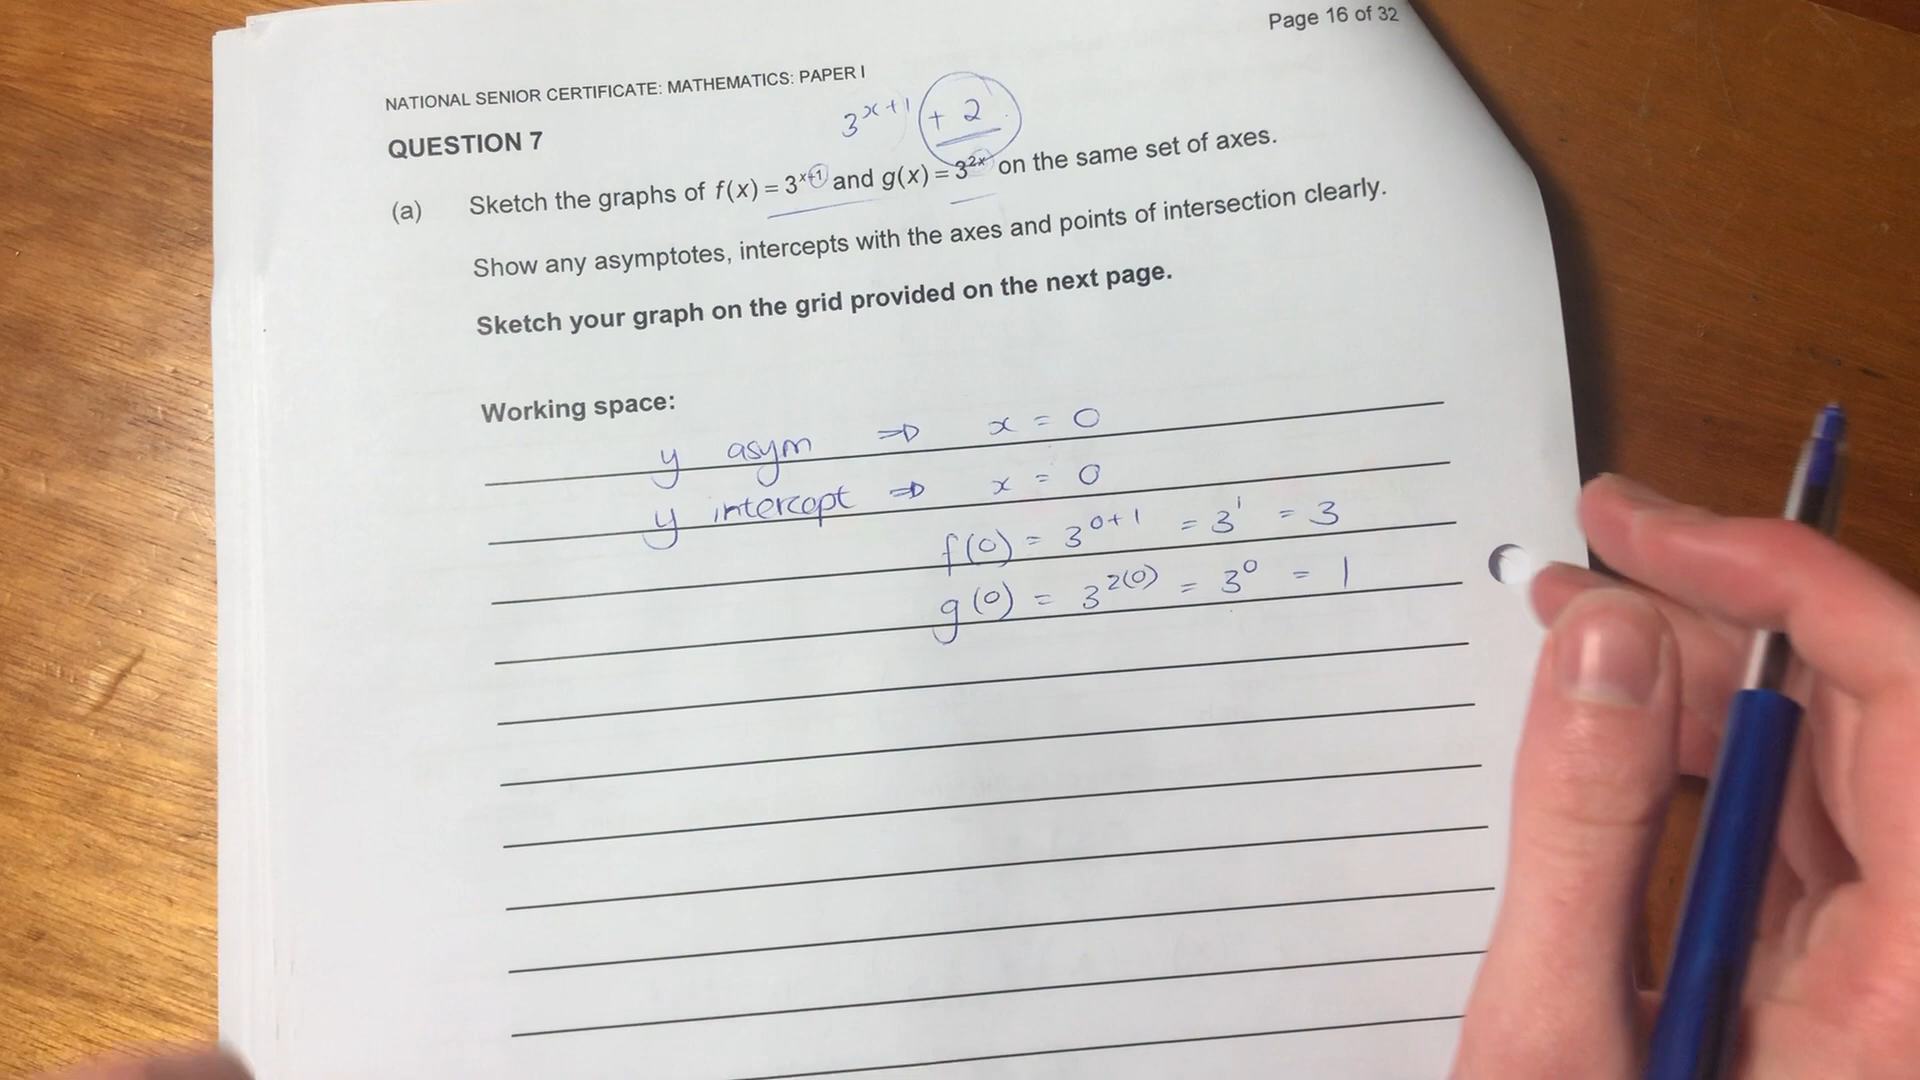 Page 16 of 32
NATIONAL SENIOR CERTIFICATE: MATHEMATICS: PAPER I
3^{x+1} + 2
QUESTION 7
(a) Sketch the graphs of f(x) = 3^{x+1} and g(x) = 3^{2x} on the same set of axes.
Show any asymptotes, intercepts with the axes and points of intersection clearly.
Sketch your graph on the grid provided on the next page.
Working space:
y asym ⇒ x = 0
y intercept ⇒ x = 0
f(0) = 3^{0+1} = 3^1 = 3
g(0) = 3^{2(0)} = 3^0 = 1